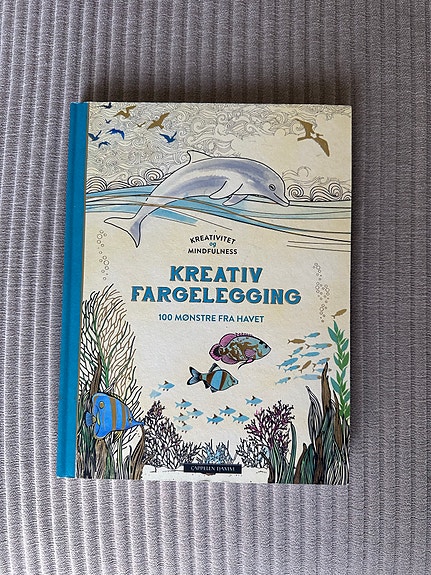 KREATIVITET
og
MINDFULNESS
KREATIV
FARGELEGGING
100 MØNSTRE FRA HAVET
CAPPELEN DAMM